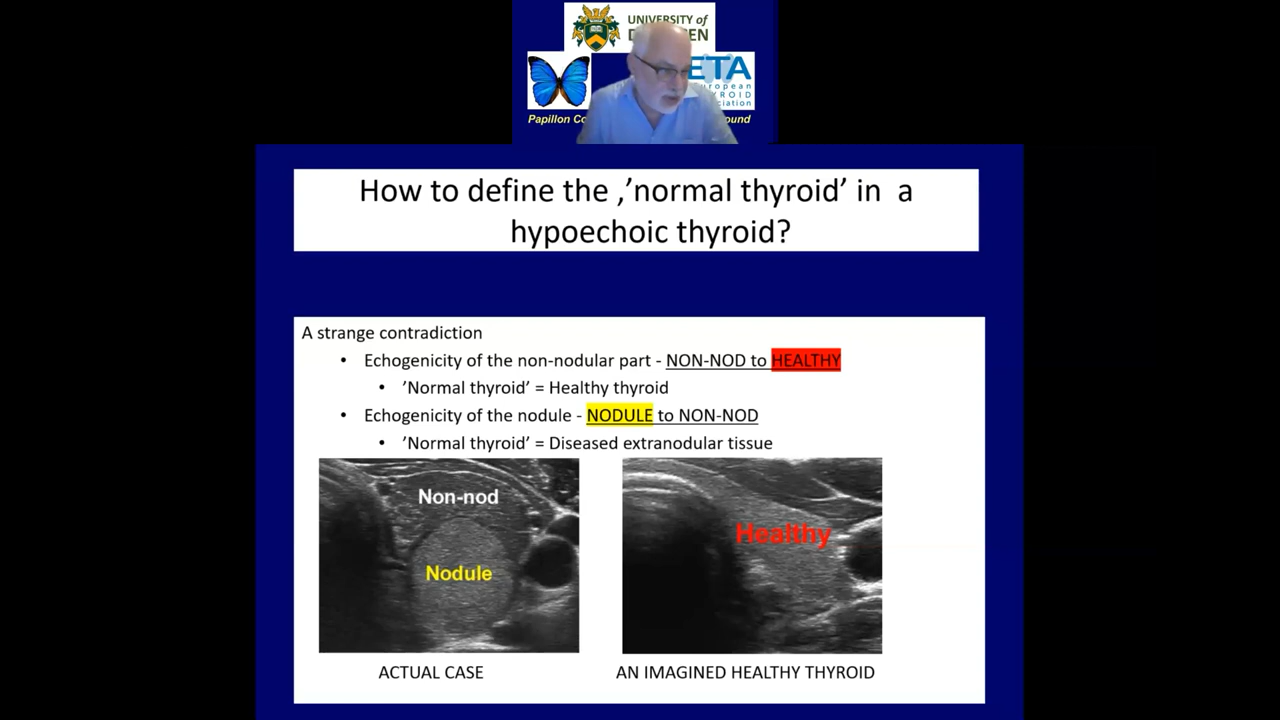 UNIVERSITY of
ETA
Papillon
How to define the ,’normal thyroid’ in a
hypoechoic thyroid?
A strange contradiction
• Echogenicity of the non-nodular part - NON-NOD to HEALTHY
• ’Normal thyroid’ = Healthy thyroid
• Echogenicity of the nodule - NODULE to NON-NOD
• ’Normal thyroid’ = Diseased extranodular tissue
Non-nod
Nodule
Healthy
ACTUAL CASE
AN IMAGINED HEALTHY THYROID